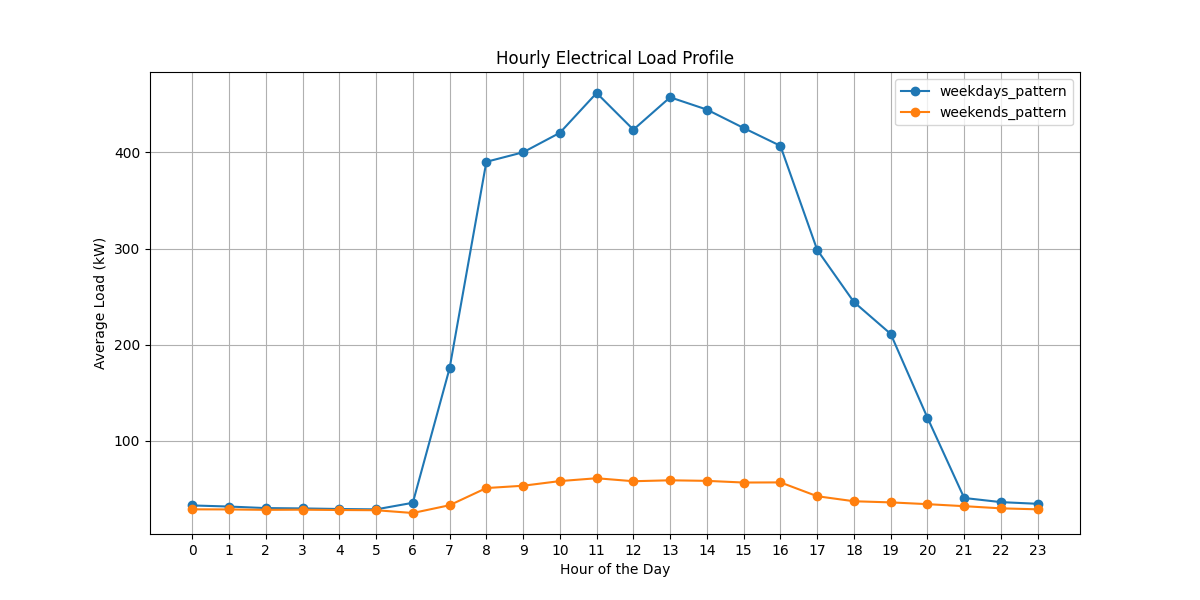 Hourly Electrical Load Profile
weekdays_pattern
weekends_pattern
400
300
200
100
Average Load (kW)
0 1 2 3 4 5 6 7 8 9 10 11 12 13 14 15 16 17 18 19 20 21 22 23
Hour of the Day